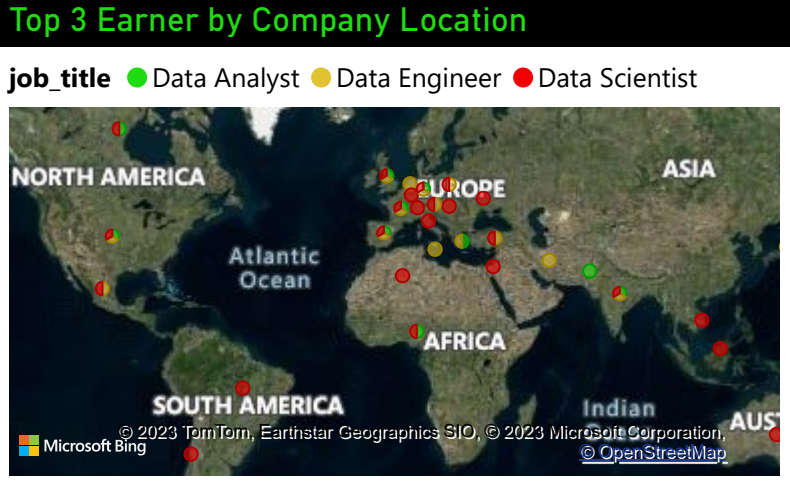 Top 3 Earner by Company Location
job_title Data Analyst Data Engineer Data Scientist
NORTH AMERICA
EUROPE
ASIA
Atlantic
Ocean
AFRICA
SOUTH AMERICA
Indian
AUST
Microsoft Bing
© 2023 TomTom, Earthstar Geographics SIO, © 2023 Microsoft Corporation,
© OpenStreetMap